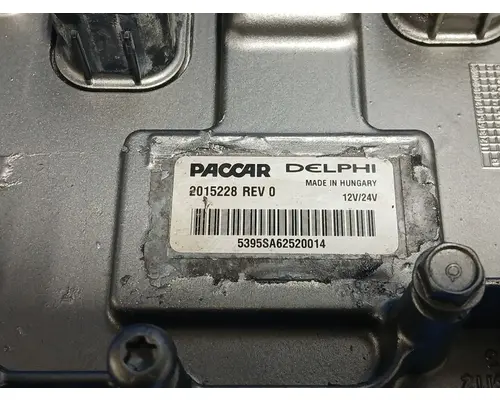 PACCAR DELPHI
MADE IN HUNGARY
2015228 REV 0
12V/24V
5395SA62520014